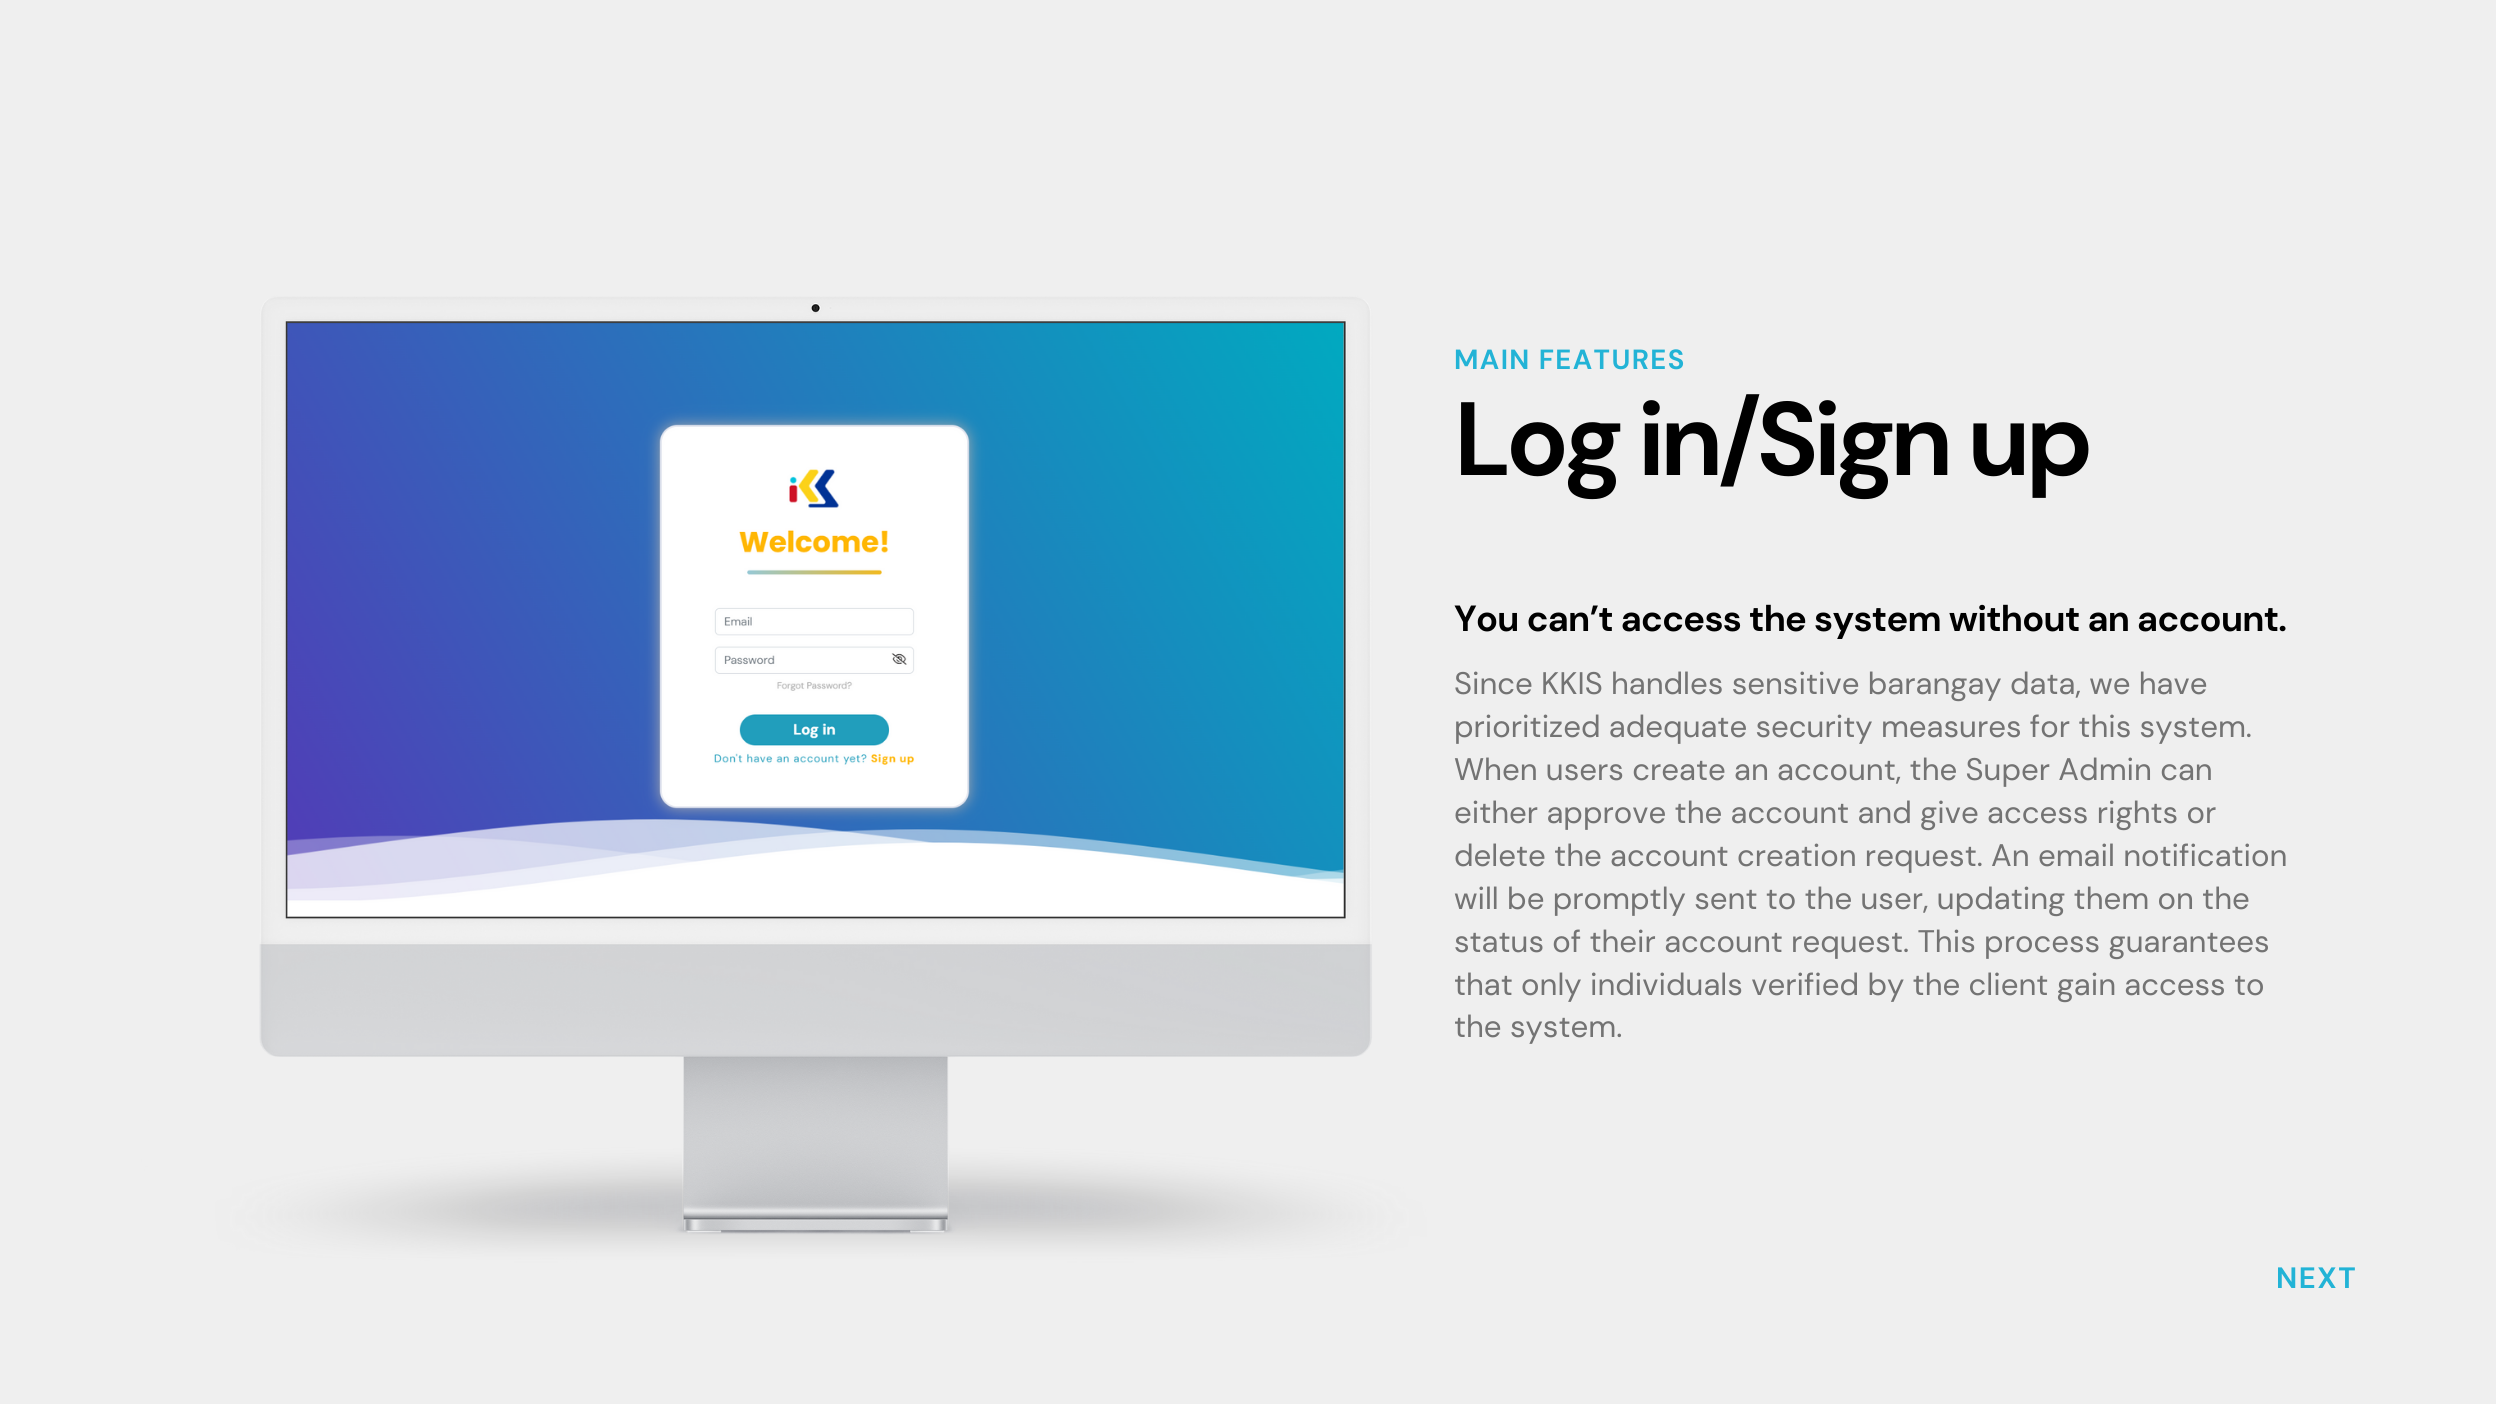 Welcome!
Email
Password
Forgot Password?
Log in
Don't have an account yet? Sign up
MAIN FEATURES
Log in/Sign up
You can’t access the system without an account.
Since KKIS handles sensitive barangay data, we have
prioritized adequate security measures for this system.
When users create an account, the Super Admin can
either approve the account and give access rights or
delete the account creation request. An email notification
will be promptly sent to the user, updating them on the
status of their account request. This process guarantees
that only individuals verified by the client gain access to
the system.
NEXT